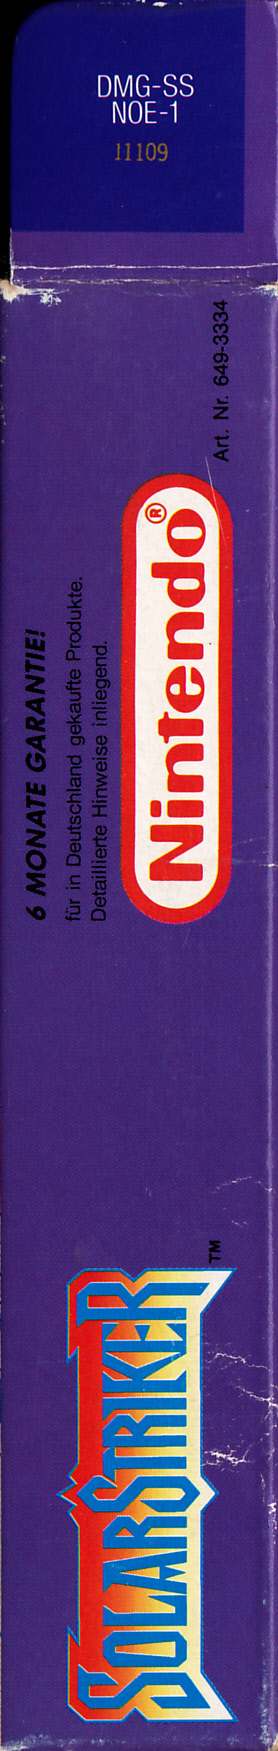 DMG-SS
NOE-1
11109
Art. Nr. 649-3334
6 MONATE GARANTIE!
für in Deutschland gekaufte Produkte.
Detaillierte Hinweise inliegend.
Nintendo®
SOLARSTRIKER™